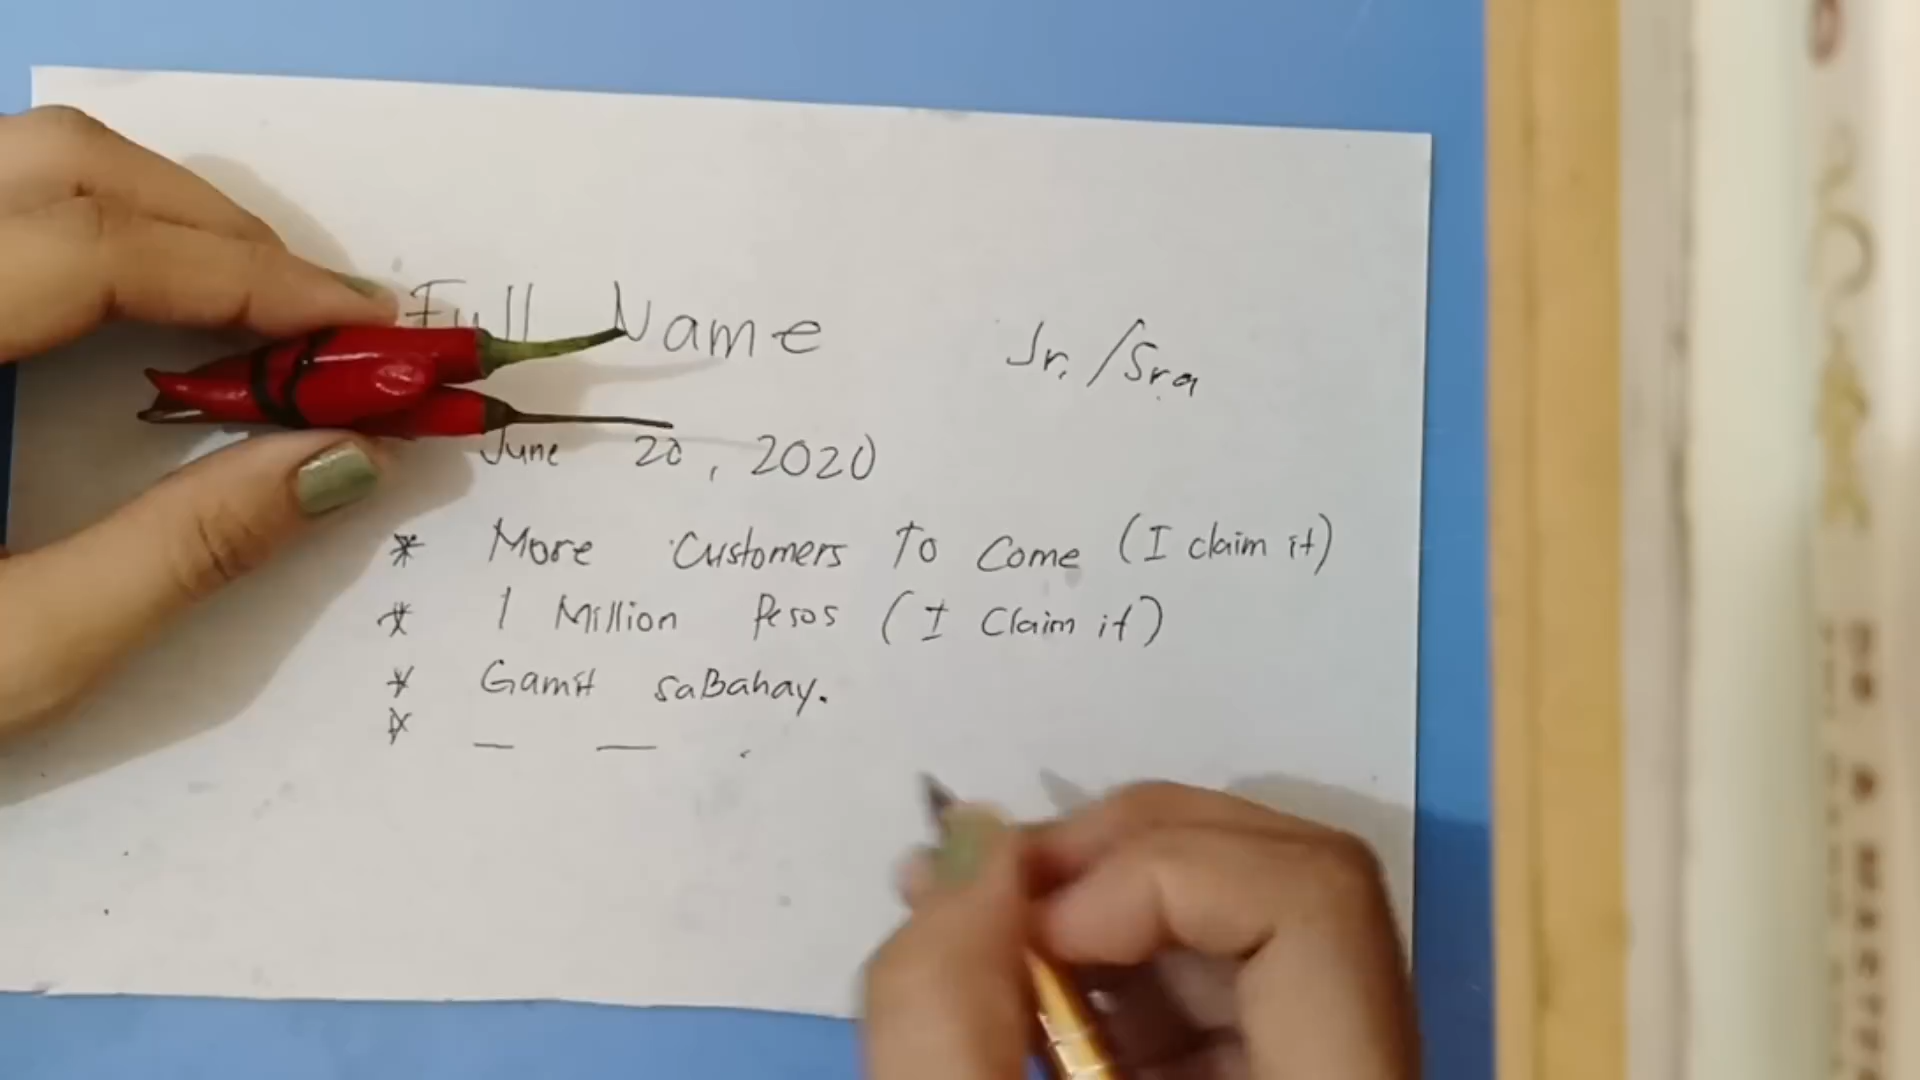 Full Name Jr. / Sra
June 20, 2020
* More Customers To Come (I claim it)
* 1 Million Pesos (I Claim it)
* Gamit saBahay.
* — — .